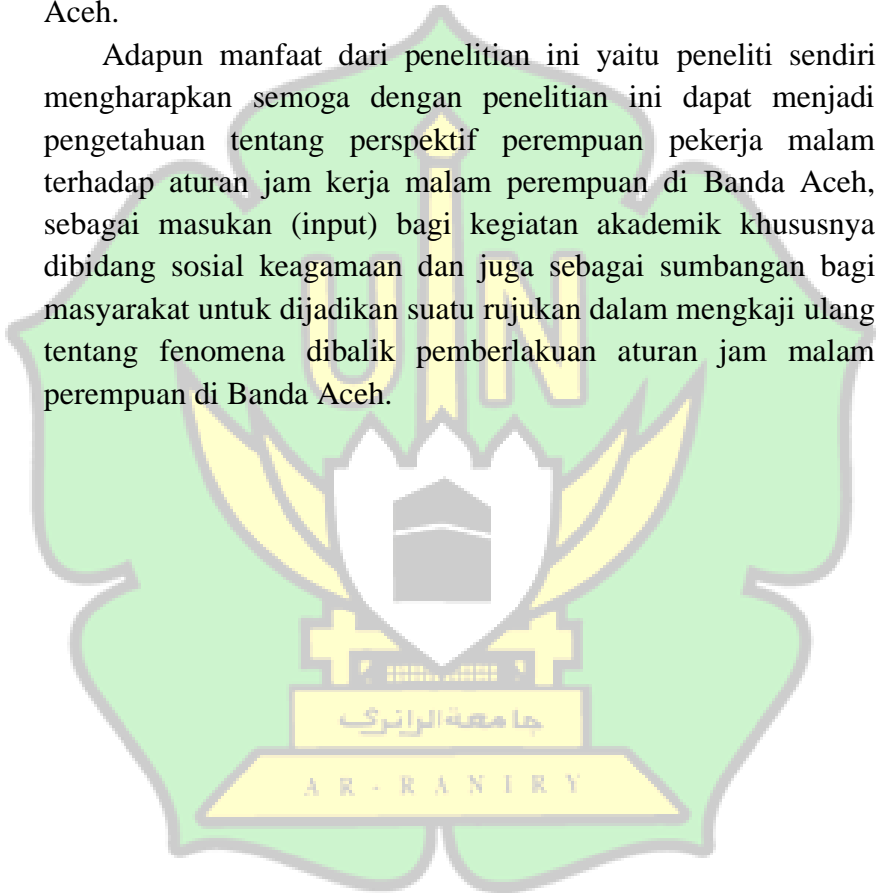 Aceh.
Adapun manfaat dari penelitian ini yaitu peneliti sendiri
mengharapkan semoga dengan penelitian ini dapat menjadi
pengetahuan tentang perspektif perempuan pekerja malam
terhadap aturan jam kerja malam perempuan di Banda Aceh,
sebagai masukan (input) bagi kegiatan akademik khususnya
dibidang sosial keagamaan dan juga sebagai sumbangan bagi
masyarakat untuk dijadikan suatu rujukan dalam mengkaji ulang
tentang fenomena dibalik pemberlakuan aturan jam malam
perempuan di Banda Aceh.
UIN
جامعة الرانري
AR-RANIRY